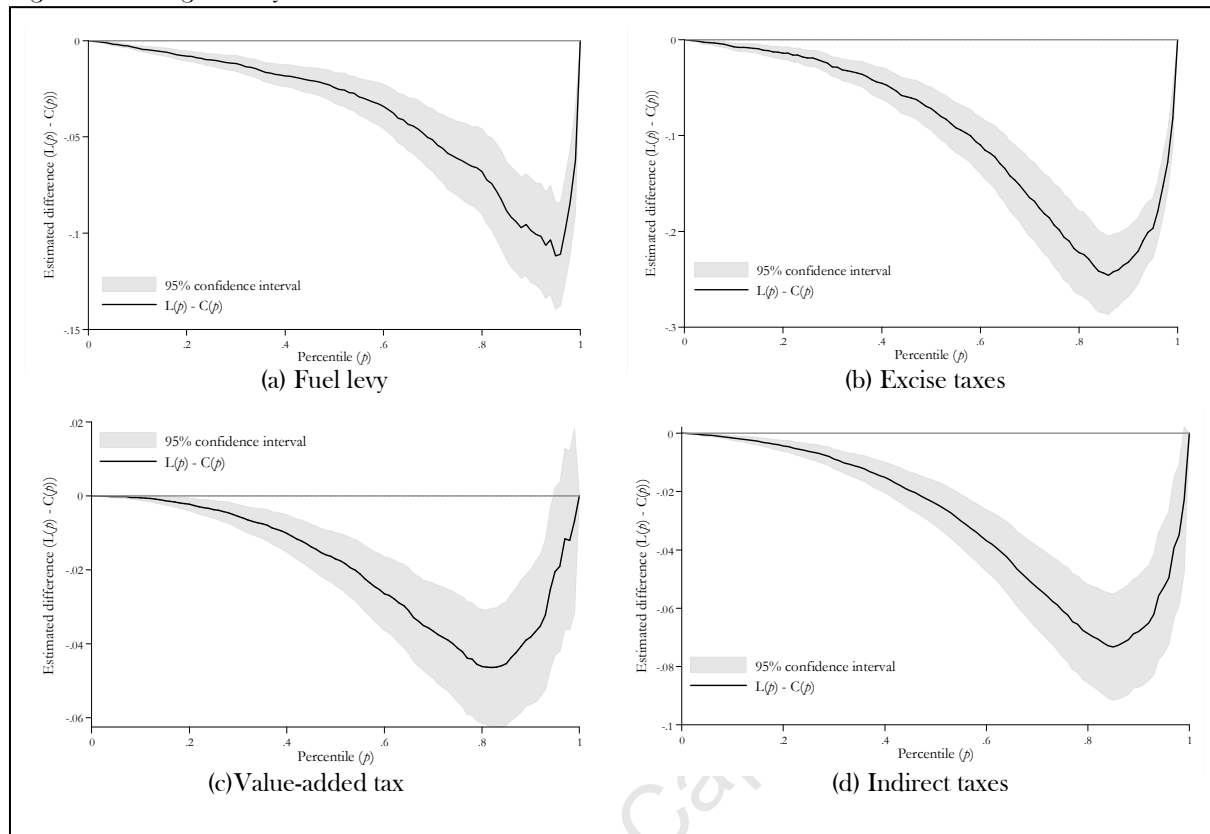 Estimated difference (L(p) - C(p))
0
-.05
-.1
-.15
95% confidence interval
L(p) - C(p)
0 .2 .4 .6 .8 1
Percentile (p)
(a) Fuel levy
Estimated difference (L(p) - C(p))
0
-.1
-.2
-.3
95% confidence interval
L(p) - C(p)
0 .2 .4 .6 .8 1
Percentile (p)
(b) Excise taxes
Estimated difference (L(p) - C(p))
.02
0
-.02
-.04
-.06
95% confidence interval
L(p) - C(p)
0 .2 .4 .6 .8 1
Percentile (p)
(c)Value-added tax
Estimated difference (L(p) - C(p))
0
-.02
-.04
-.06
-.08
-.1
95% confidence interval
L(p) - C(p)
0 .2 .4 .6 .8 1
Percentile (p)
(d) Indirect taxes